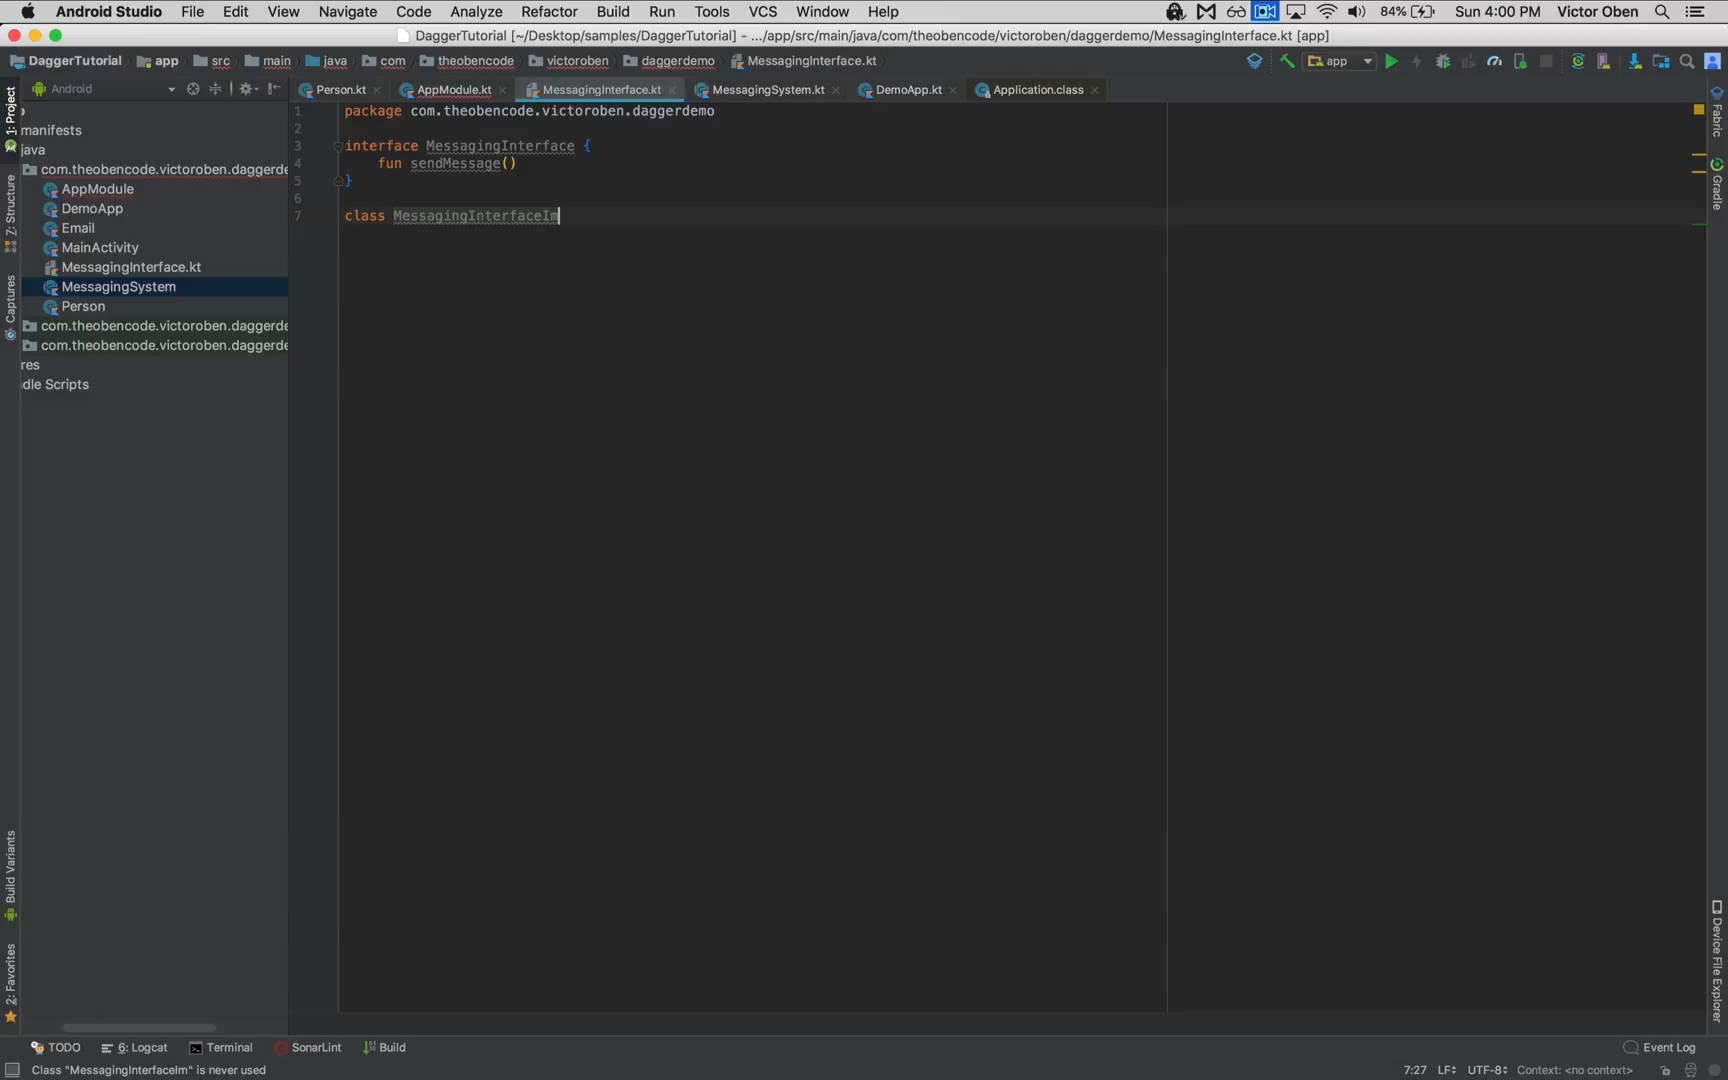 Android Studio File Edit View Navigate Code Analyze Refactor Build Run Tools VCS Window Help 84% Sun 4:00 PM Victor Oben
DaggerTutorial [~/Desktop/samples/DaggerTutorial] - .../app/src/main/java/com/theobencode/victoroben/daggerdemo/MessagingInterface.kt [app]
DaggerTutorial app src main java com theobencode victoroben daggerdemo MessagingInterface.kt app
Android Person.kt AppModule.kt MessagingInterface.kt MessagingSystem.kt DemoApp.kt Application.class
1: Project
Z: Structure
Captures
Build Variants
2: Favorites
manifests
java
com.theobencode.victoroben.daggerde
AppModule
DemoApp
Email
MainActivity
MessagingInterface.kt
MessagingSystem
Person
com.theobencode.victoroben.daggerde
com.theobencode.victoroben.daggerde
res
dle Scripts
1 package com.theobencode.victoroben.daggerdemo
2
3 interface MessagingInterface {
4 fun sendMessage()
5 }
6
7 class MessagingInterfaceIm
Fabric
Gradle
Device File Explorer
TODO 6: Logcat Terminal SonarLint Build Event Log
Class "MessagingInterfaceIm" is never used 7:27 LF UTF-8 Context: <no context>